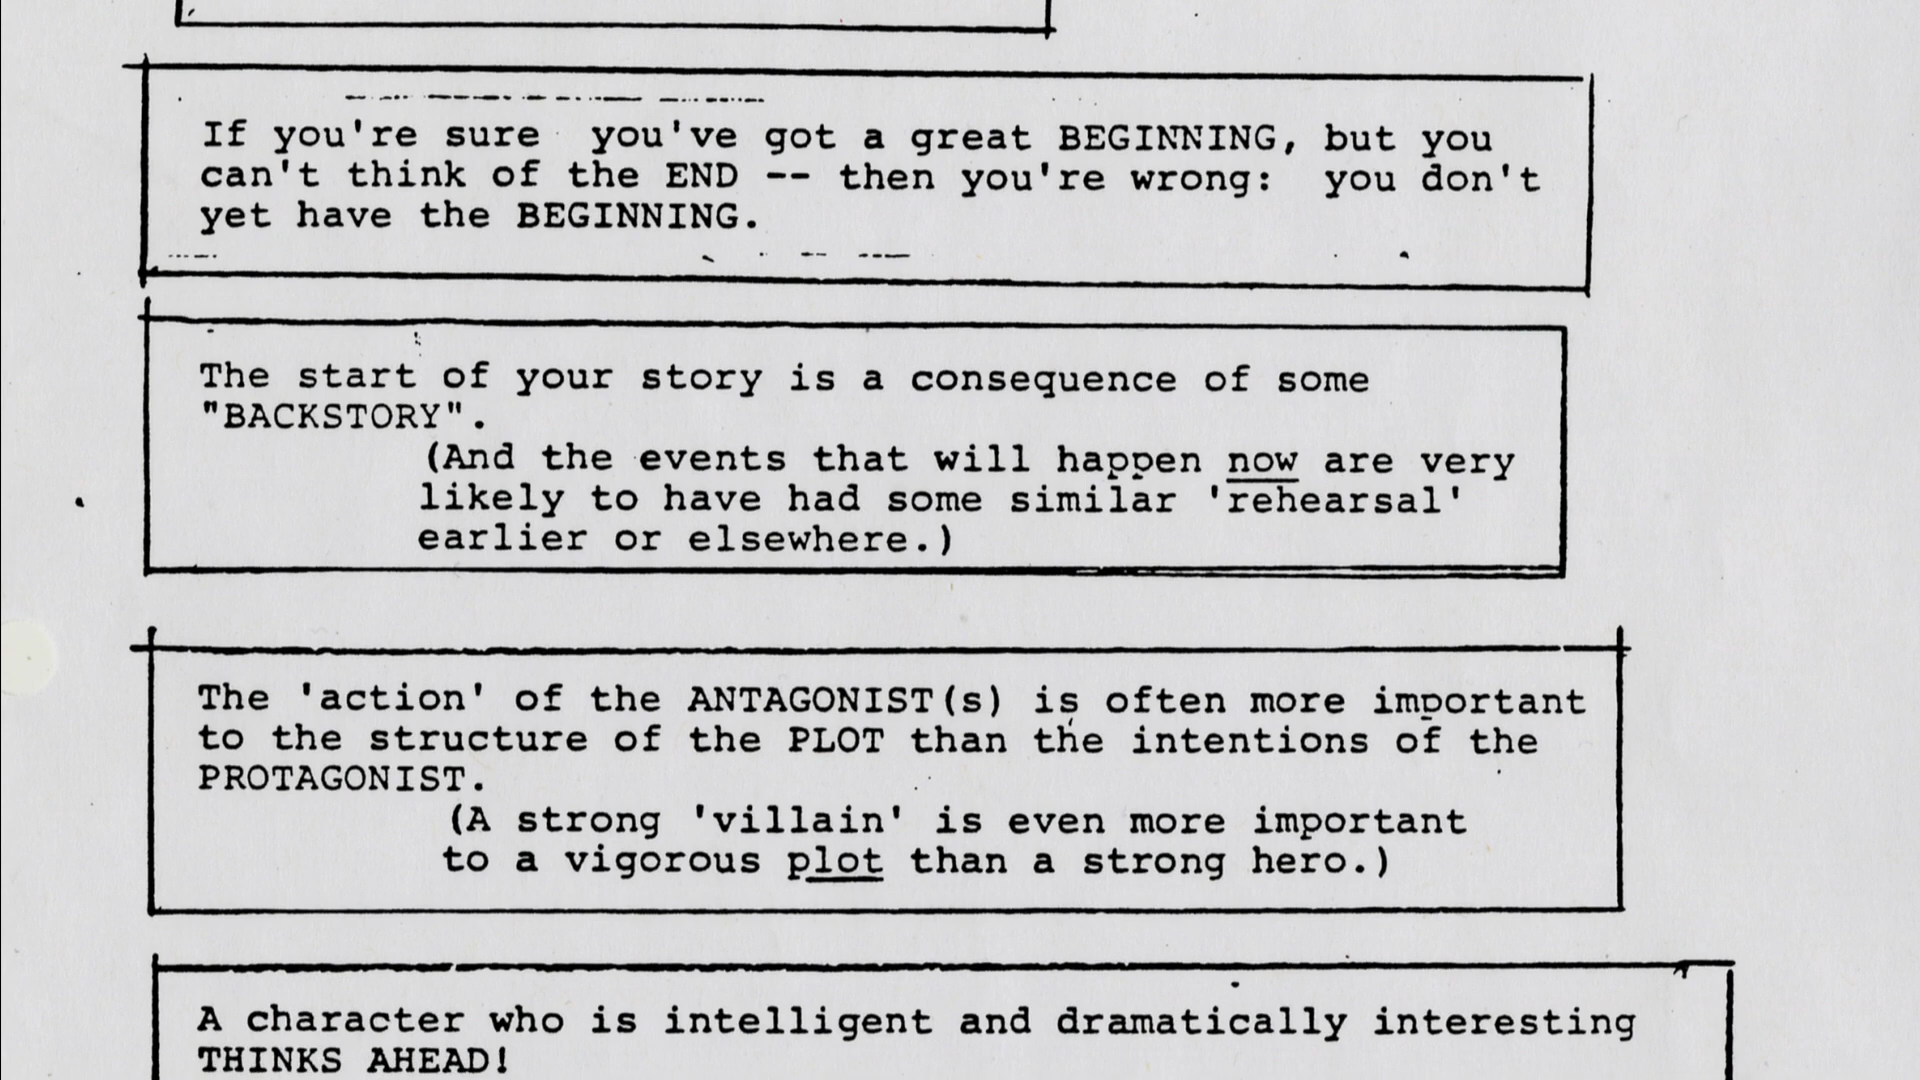 If you're sure you've got a great BEGINNING, but you
can't think of the END -- then you're wrong: you don't
yet have the BEGINNING.
The start of your story is a consequence of some
"BACKSTORY".
(And the events that will happen now are very
likely to have had some similar 'rehearsal'
earlier or elsewhere.)
The 'action' of the ANTAGONIST(s) is often more important
to the structure of the PLOT than the intentions of the
PROTAGONIST.
(A strong 'villain' is even more important
to a vigorous plot than a strong hero.)
A character who is intelligent and dramatically interesting
THINKS AHEAD!